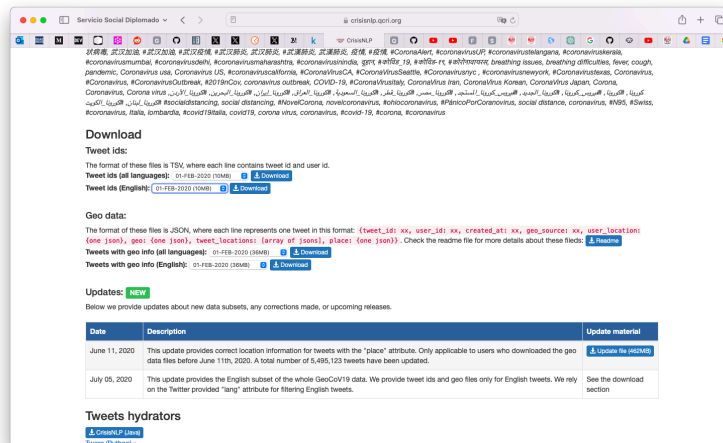 Servicio Social Diplomado
crisisnlp.qcri.org
CrisisNLP
状病毒, 武汉加油, #武汉加油, #武汉疫情, #武汉肺炎, 武汉肺炎, #武漢肺炎, 武漢肺炎, 疫情, #疫情, #CoronaAlert, #coronavirusUP, #coronavirustelangana, #coronaviruskerala,
#coronavirusmumbai, #coronavirusdelhi, #coronavirusmaharashtra, #coronavirusinindia, वुहान, #कोविड_19, #कोविड-१९, #कोरोनावायरस, breathing issues, breathing difficulties, fever, cough,
pandemic, Coronavirus usa, Coronavirus US, #coronaviruscalifornia, #CoronaVirusCA, #CoronaVirusSeattle, #Coronavirusnyc, #coronavirusnewyork, #Coronavirustexas, Coronavirus,
#Coronavirus, #CoronavirusOutbreak, #2019nCov, coronavirus outbreak, COVID-19, #CoronaVirusitaly, CoronaVirus Iran, CoronaVirus Korean, CoronaVirus Japan, Corona,
Coronavirus, Corona virus
#socialdistancing, social distancing, #NovelCorona, novelcoronavirus, #ohiocoronavirus, #PánicoPorCoranovirus, social distance, coronavirus, #N95, #Swiss,
#coronavirus, Italia, lombardia, #covid19italia, covid19, corona virus, coronavirus, #covid-19, #corona, #coronavirus
Download
Tweet ids:
The format of these files is TSV, where each line contains tweet id and user id.
Tweet ids (all languages): 01-FEB-2020 (10MB) Download
Tweet ids (English): 01-FEB-2020 (10MB) Download
Geo data:
The format of these files is JSON, where each line represents one tweet in this format: {tweet_id: xx, user_id: xx, created_at: xx, geo_source: xx, user_location:
{one json}, geo: {one json}, tweet_locations: [array of jsons], place: {one json}}. Check the readme file for more details about these fileds: Readme
Tweets with geo info (all languages): 01-FEB-2020 (36MB) Download
Tweets with geo info (English): 01-FEB-2020 (36MB) Download
Updates: NEW
Below we provide updates about new data subsets, any corrections made, or upcoming releases.
Date Description Update material
June 11, 2020 This update provides correct location information for tweets with the "place" attribute. Only applicable to users who downloaded the geo Update file (462MB)
data files before June 11th, 2020. A total number of 5,495,123 tweets have been updated.
July 05, 2020 This update provides the English subset of the whole GeoCoV19 data. We provide tweet ids and geo files only for English tweets. We rely See the download
on the Twitter provided "lang" attribute for filtering English tweets. section
Tweets hydrators
CrisisNLP (Java)